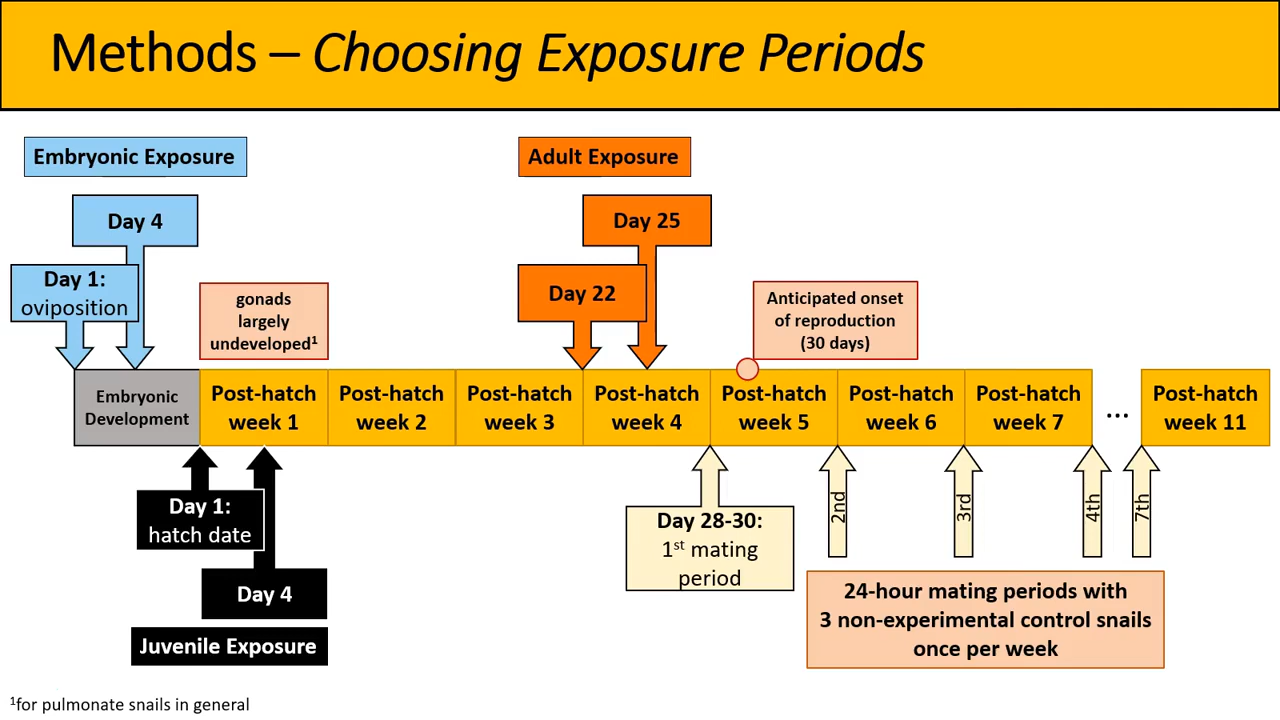 Methods – Choosing Exposure Periods
Embryonic Exposure
Adult Exposure
Day 4
Day 25
Day 1:
oviposition
Day 22
gonads
largely
undeveloped¹
Anticipated onset
of reproduction
(30 days)
Embryonic
Development
Post-hatch
week 1
Post-hatch
week 2
Post-hatch
week 3
Post-hatch
week 4
Post-hatch
week 5
Post-hatch
week 6
Post-hatch
week 7
...
Post-hatch
week 11
Day 1:
hatch date
Day 4
Juvenile Exposure
Day 28-30:
1st mating
period
2nd
3rd
4th
7th
24-hour mating periods with
3 non-experimental control snails
once per week
¹for pulmonate snails in general